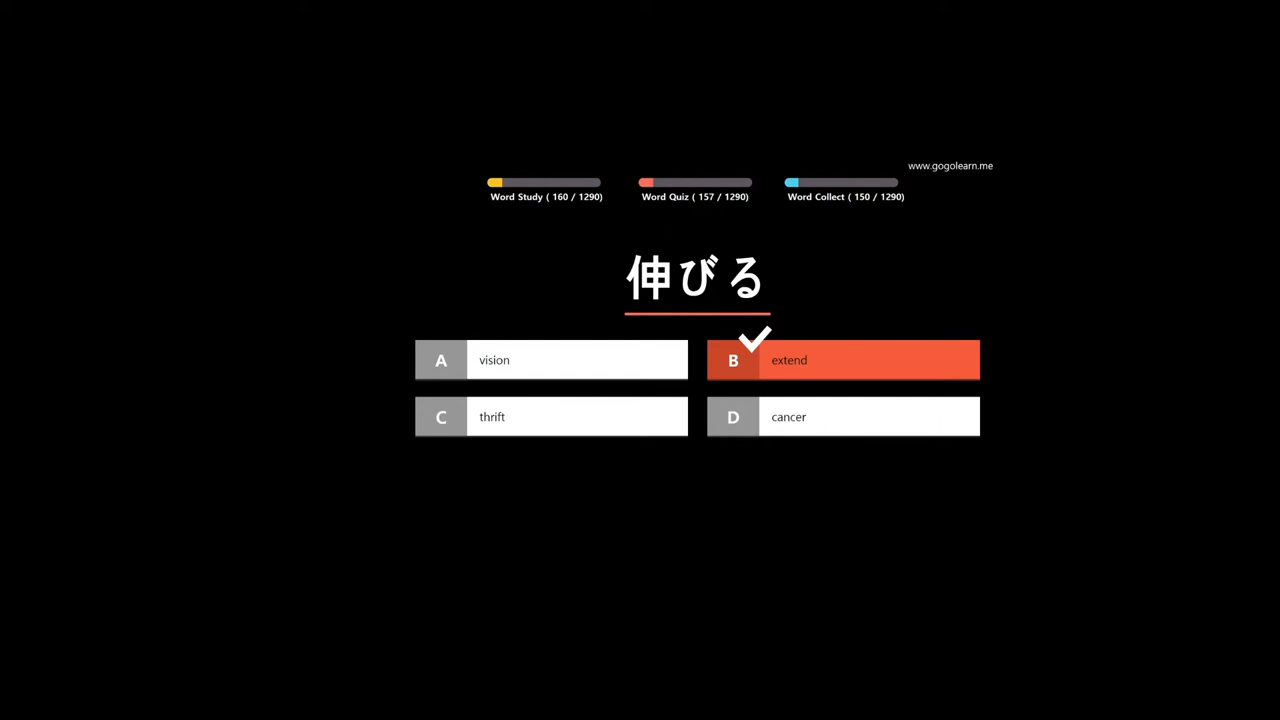 www.gogolearn.me
Word Study ( 160 / 1290) Word Quiz ( 157 / 1290) Word Collect ( 150 / 1290)
伸びる
A vision
B extend
C thrift
D cancer